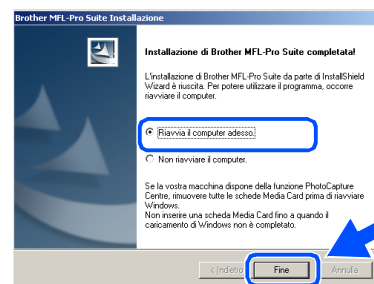 Brother MFL-Pro Suite Installazione
Installazione di Brother MFL-Pro Suite completata!
L'installazione di Brother MFL-Pro Suite da parte di InstallShield
Wizard è riuscita. Per potere utilizzare il programma, occorre
riavviare il computer.
Riavvia il computer adesso.
Non riavviare il computer.
Se la vostra macchina dispone della funzione PhotoCapture
Centre, rimuovere tutte le schede Media Card prima di riavviare
Windows.
Non inserire una scheda Media Card fino a quando il
caricamento di Windows non è completato.
< Indietro Fine Annulla